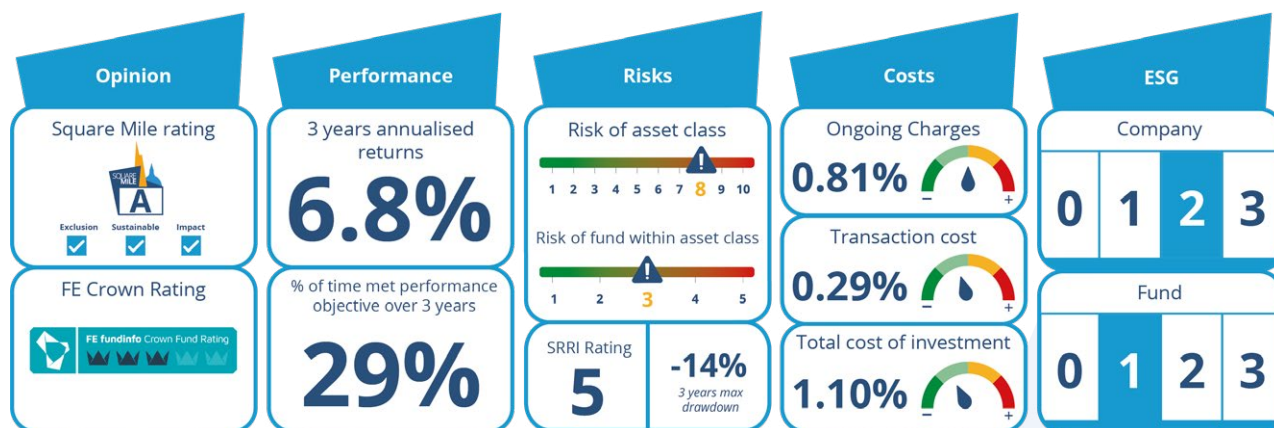 Opinion
Square Mile rating
SQUARE
MILE
A
Exclusion Sustainable Impact
FE Crown Rating
FE fundinfo Crown Fund Rating
Performance
3 years annualised
returns
6.8%
% of time met performance
objective over 3 years
29%
Risks
Risk of asset class
!
1 2 3 4 5 6 7 8 9 10
Risk of fund within asset class
!
1 2 3 4 5
SRRI Rating
5
-14%
3 years max
drawdown
Costs
Ongoing Charges
0.81%
– +
Transaction cost
0.29%
– +
Total cost of investment
1.10%
– +
ESG
Company
0 1 2 3
Fund
0 1 2 3